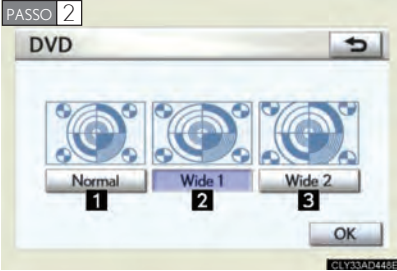 PASSO 2
DVD
Normal Wide 1 Wide 2
1 2 3
OK
CLY33AD448E